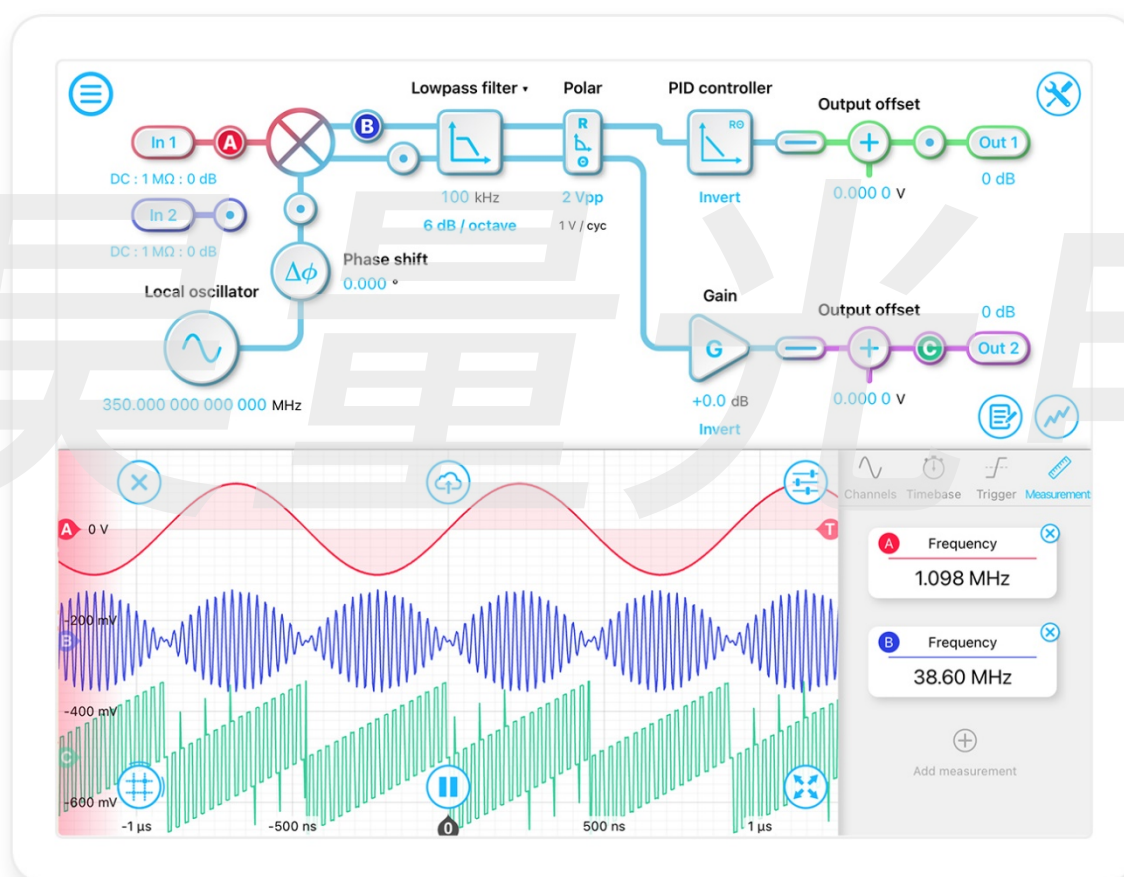 Lowpass filter ▾
Polar
PID controller
Output offset
In 1
A
B
R
Θ
RΘ
Out 1
DC : 1 MΩ : 0 dB
100 kHz
2 Vpp
Invert
0.000 0 V
0 dB
In 2
6 dB / octave
1 V / cyc
DC : 1 MΩ : 0 dB
Δϕ
Phase shift
0.000 °
Local oscillator
Gain
Output offset
0 dB
G
C
Out 2
350.000 000 000 000 MHz
+0.0 dB
0.000 0 V
Invert
Channels
Timebase
Trigger
Measurement
A
0 V
T
-200 mV
B
-400 mV
C
-600 mV
-1 µs
-500 ns
0
500 ns
1 µs
A
Frequency
1.098 MHz
B
Frequency
38.60 MHz
Add measurement
量光